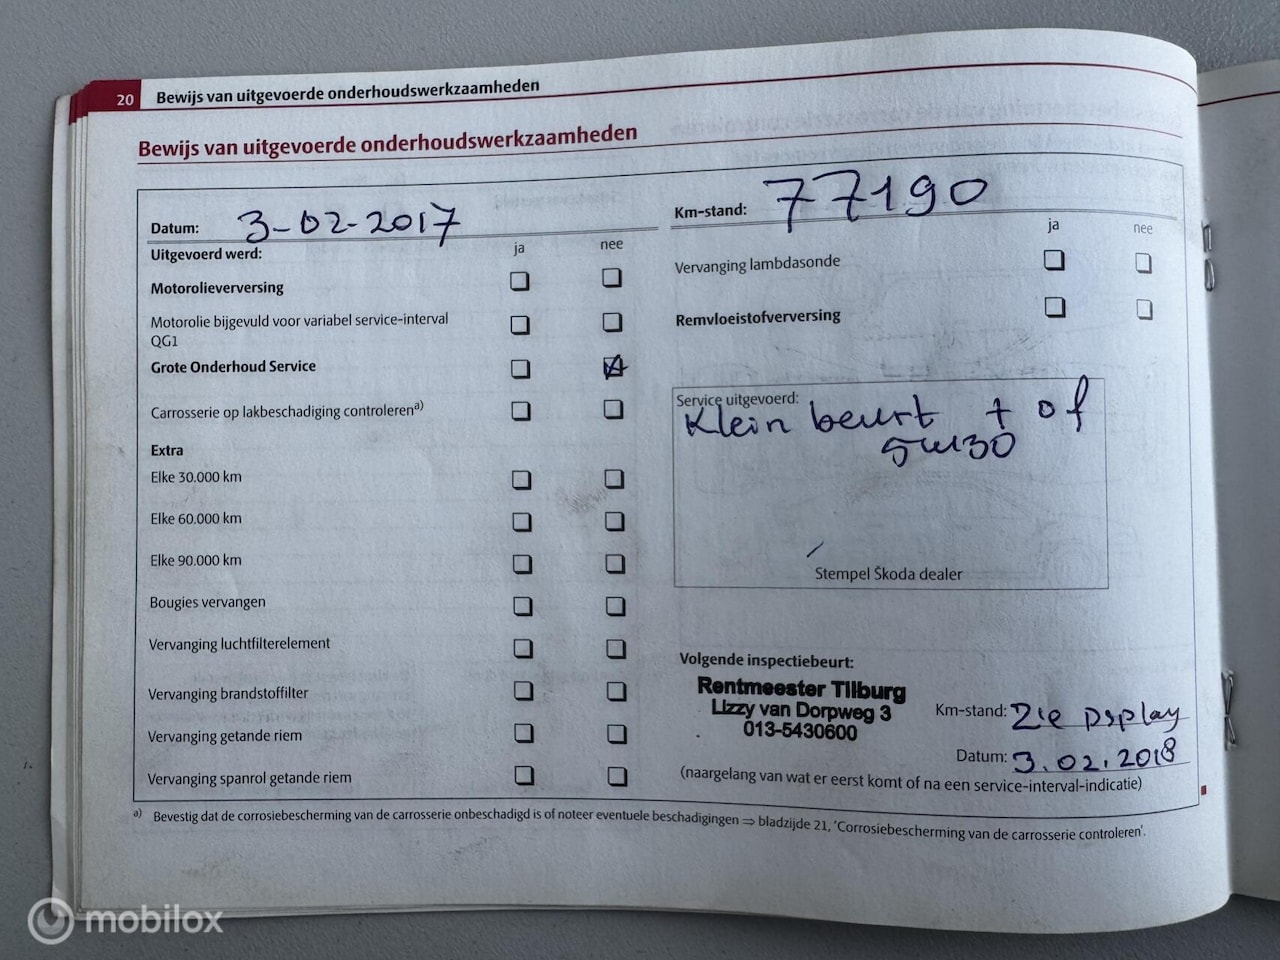 20 Bewijs van uitgevoerde onderhoudswerkzaamheden
Bewijs van uitgevoerde onderhoudswerkzaamheden
Datum: 3-02-2017
Uitgevoerd werd: ja nee
Motorolieverversing
Motorolie bijgevuld voor variabel service-interval
QG1
Grote Onderhoud Service
Carrosserie op lakbeschadiging controleren a)
Extra
Elke 30.000 km
Elke 60.000 km
Elke 90.000 km
Bougies vervangen
Vervanging luchtfilterelement
Vervanging brandstoffilter
Vervanging getande riem
Vervanging spanrol getande riem
Km-stand: 77190
ja nee
Vervanging lambdasonde
Remvloeistofverversing
Service uitgevoerd:
Klein beurt + of
5w30
Stempel Škoda dealer
Volgende inspectiebeurt:
Rentmeester Tilburg
Lizzy van Dorpweg 3
013-5430600
Km-stand: Zie Dsplay
Datum: 3.02.2018
(naargelang van wat er eerst komt of na een service-interval-indicatie)
a) Bevestig dat de corrosiebescherming van de carrosserie onbeschadigd is of noteer eventuele beschadigingen ⇒ bladzijde 21, 'Corrosiebescherming van de carrosserie controleren'.
mobilox